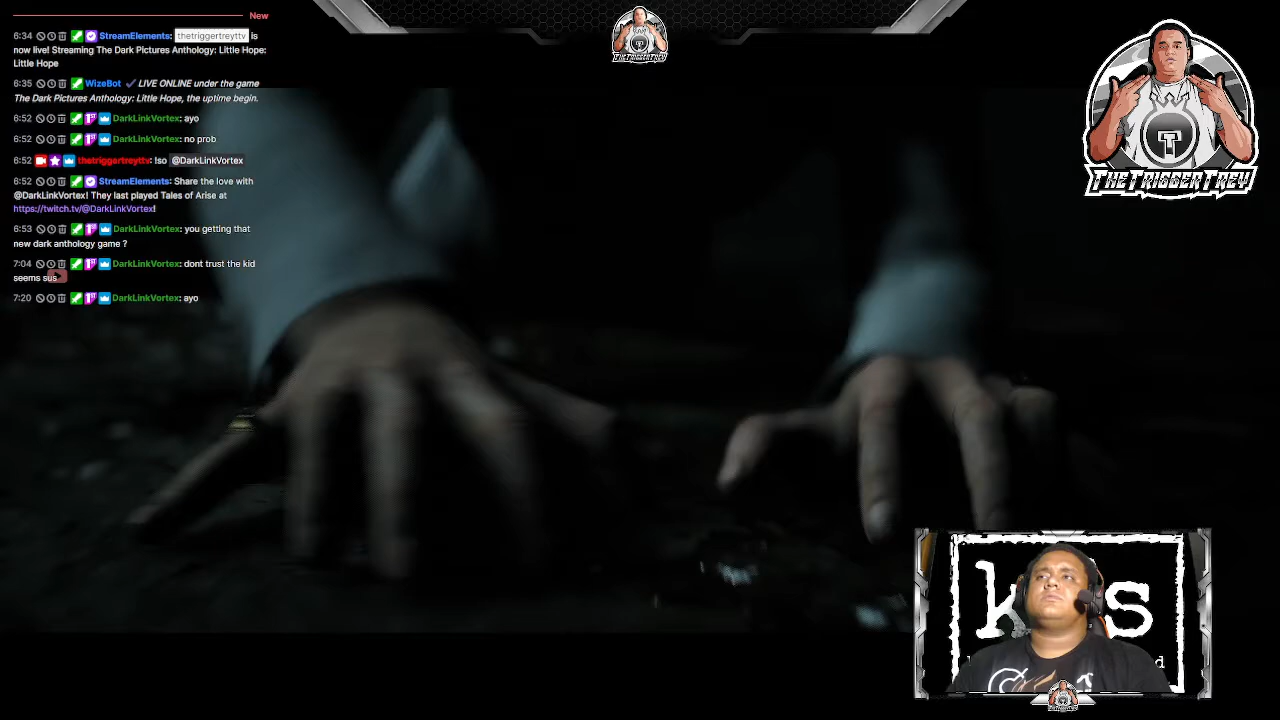 New
6:34 StreamElements: thetriggertreyttv is
now live! Streaming The Dark Pictures Anthology: Little Hope:
Little Hope
6:35 WizeBot LIVE ONLINE under the game
The Dark Pictures Anthology: Little Hope, the uptime begin.
6:52 DarkLinkVortex: ayo
6:52 DarkLinkVortex: no prob
6:52 thetriggertreyttv: !so @DarkLinkVortex
6:52 StreamElements: Share the love with
@DarkLinkVortex! They last played Tales of Arise at
https://twitch.tv/@DarkLinkVortex!
6:53 DarkLinkVortex: you getting that
new dark anthology game ?
7:04 DarkLinkVortex: dont trust the kid
seems sus
7:20 DarkLinkVortex: ayo
THETRIGGERTREY
T
THETRIGGERTREY
k s
d